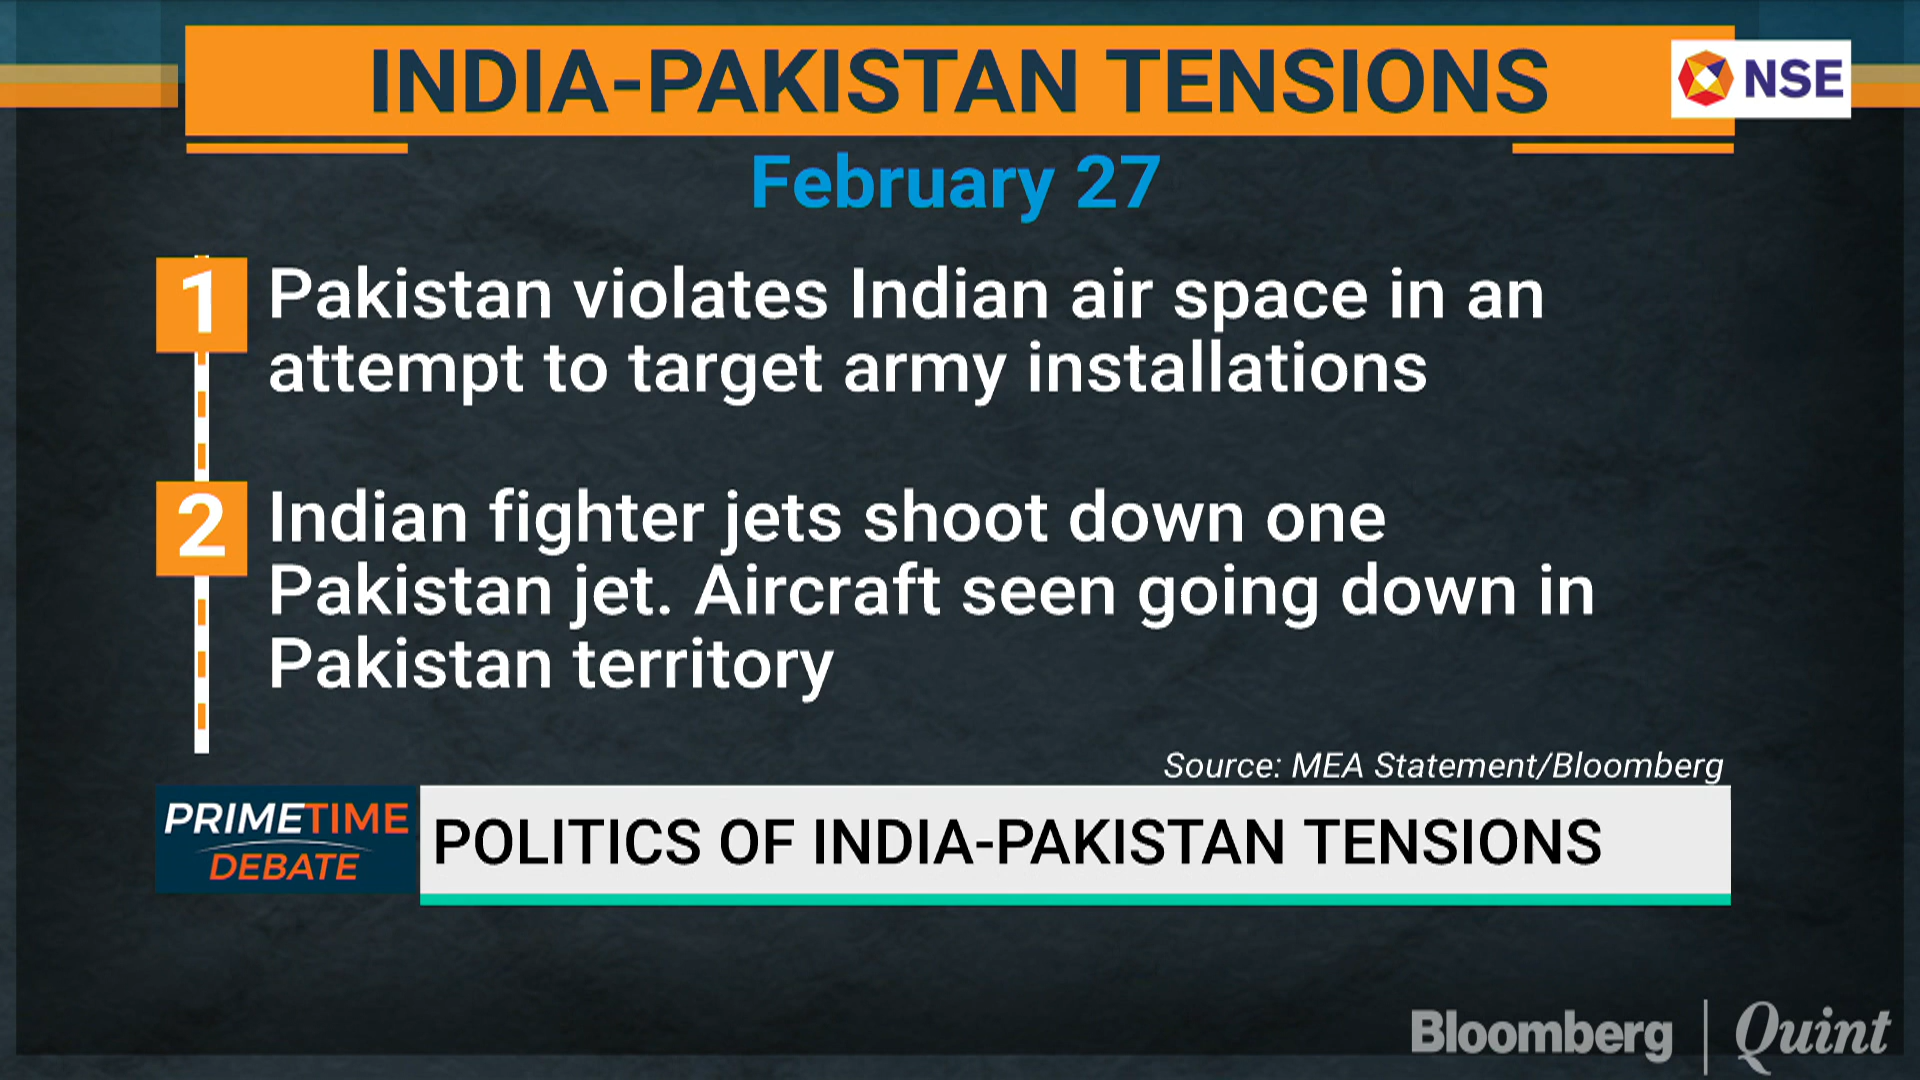 INDIA-PAKISTAN TENSIONS
NSE
February 27
1
Pakistan violates Indian air space in an
attempt to target army installations
2
Indian fighter jets shoot down one
Pakistan jet. Aircraft seen going down in
Pakistan territory
Source: MEA Statement/Bloomberg
PRIMETIME
DEBATE
POLITICS OF INDIA-PAKISTAN TENSIONS
Bloomberg | Quint